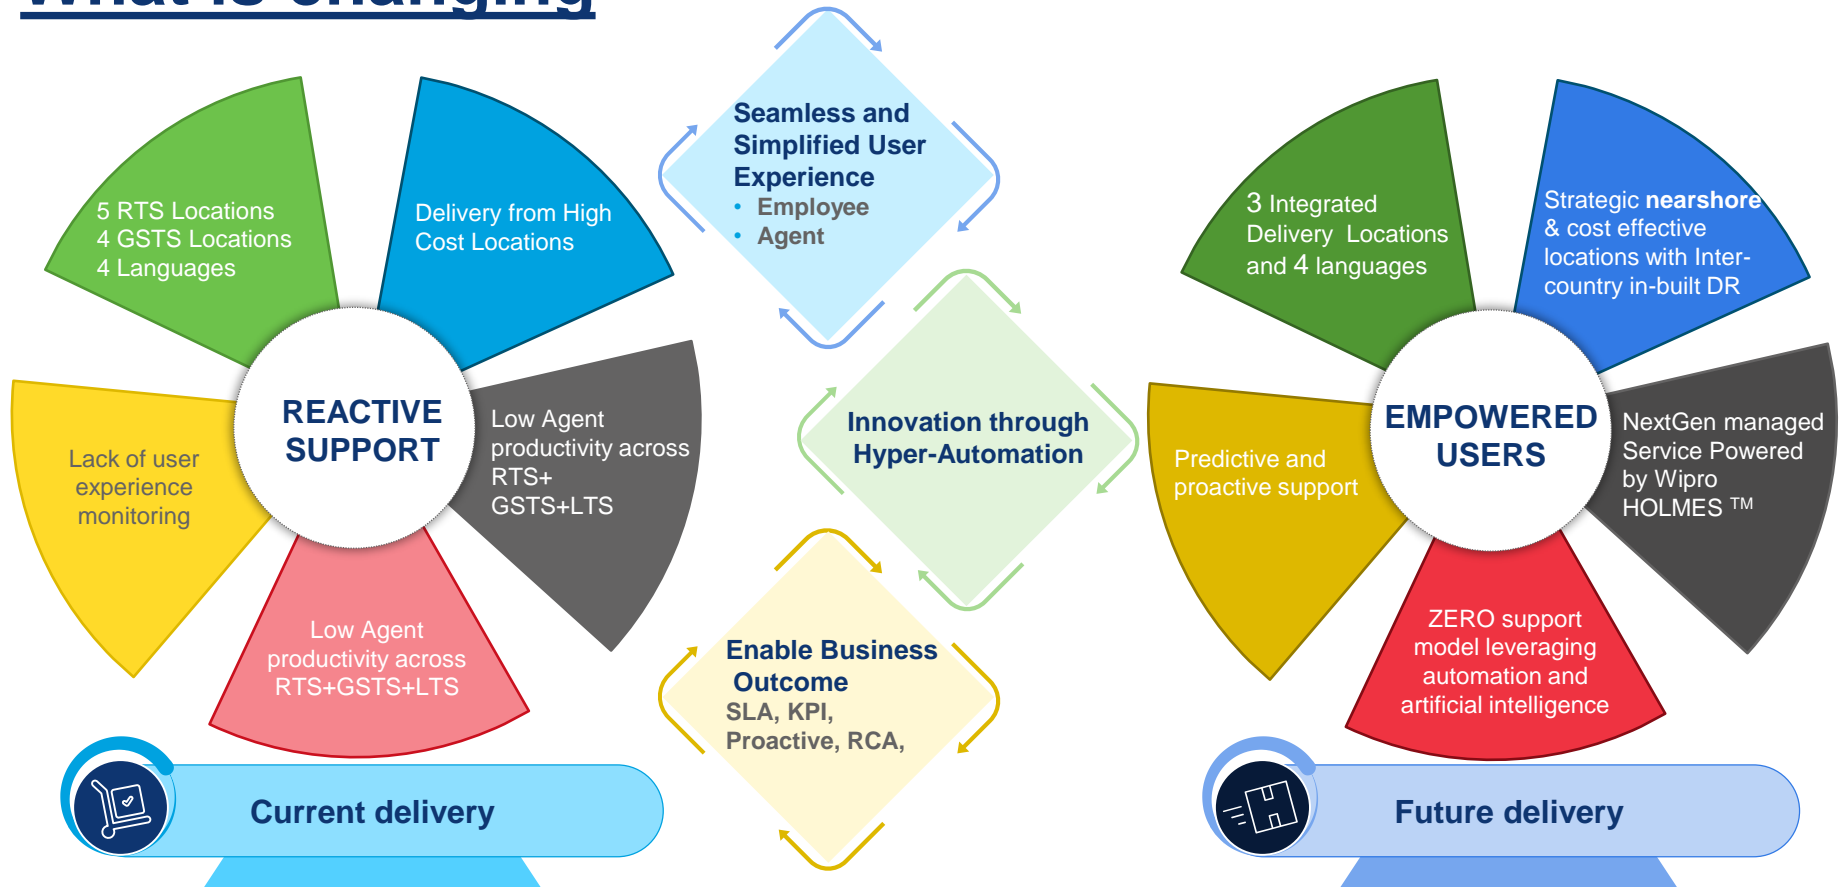 What is changing
5 RTS Locations
4 GSTS Locations
4 Languages
Delivery from High
Cost Locations
Low Agent
productivity across
RTS+
GSTS+LTS
Low Agent
productivity across
RTS+GSTS+LTS
Lack of user
experience
monitoring
REACTIVE
SUPPORT
Current delivery
Seamless and
Simplified User
Experience
• Employee
• Agent
Innovation through
Hyper-Automation
Enable Business
Outcome
SLA, KPI,
Proactive, RCA,
3 Integrated
Delivery Locations
and 4 languages
Strategic nearshore
& cost effective
locations with Inter-
country in-built DR
NextGen managed
Service Powered
by Wipro
HOLMES TM
ZERO support
model leveraging
automation and
artificial intelligence
Predictive and
proactive support
EMPOWERED
USERS
Future delivery